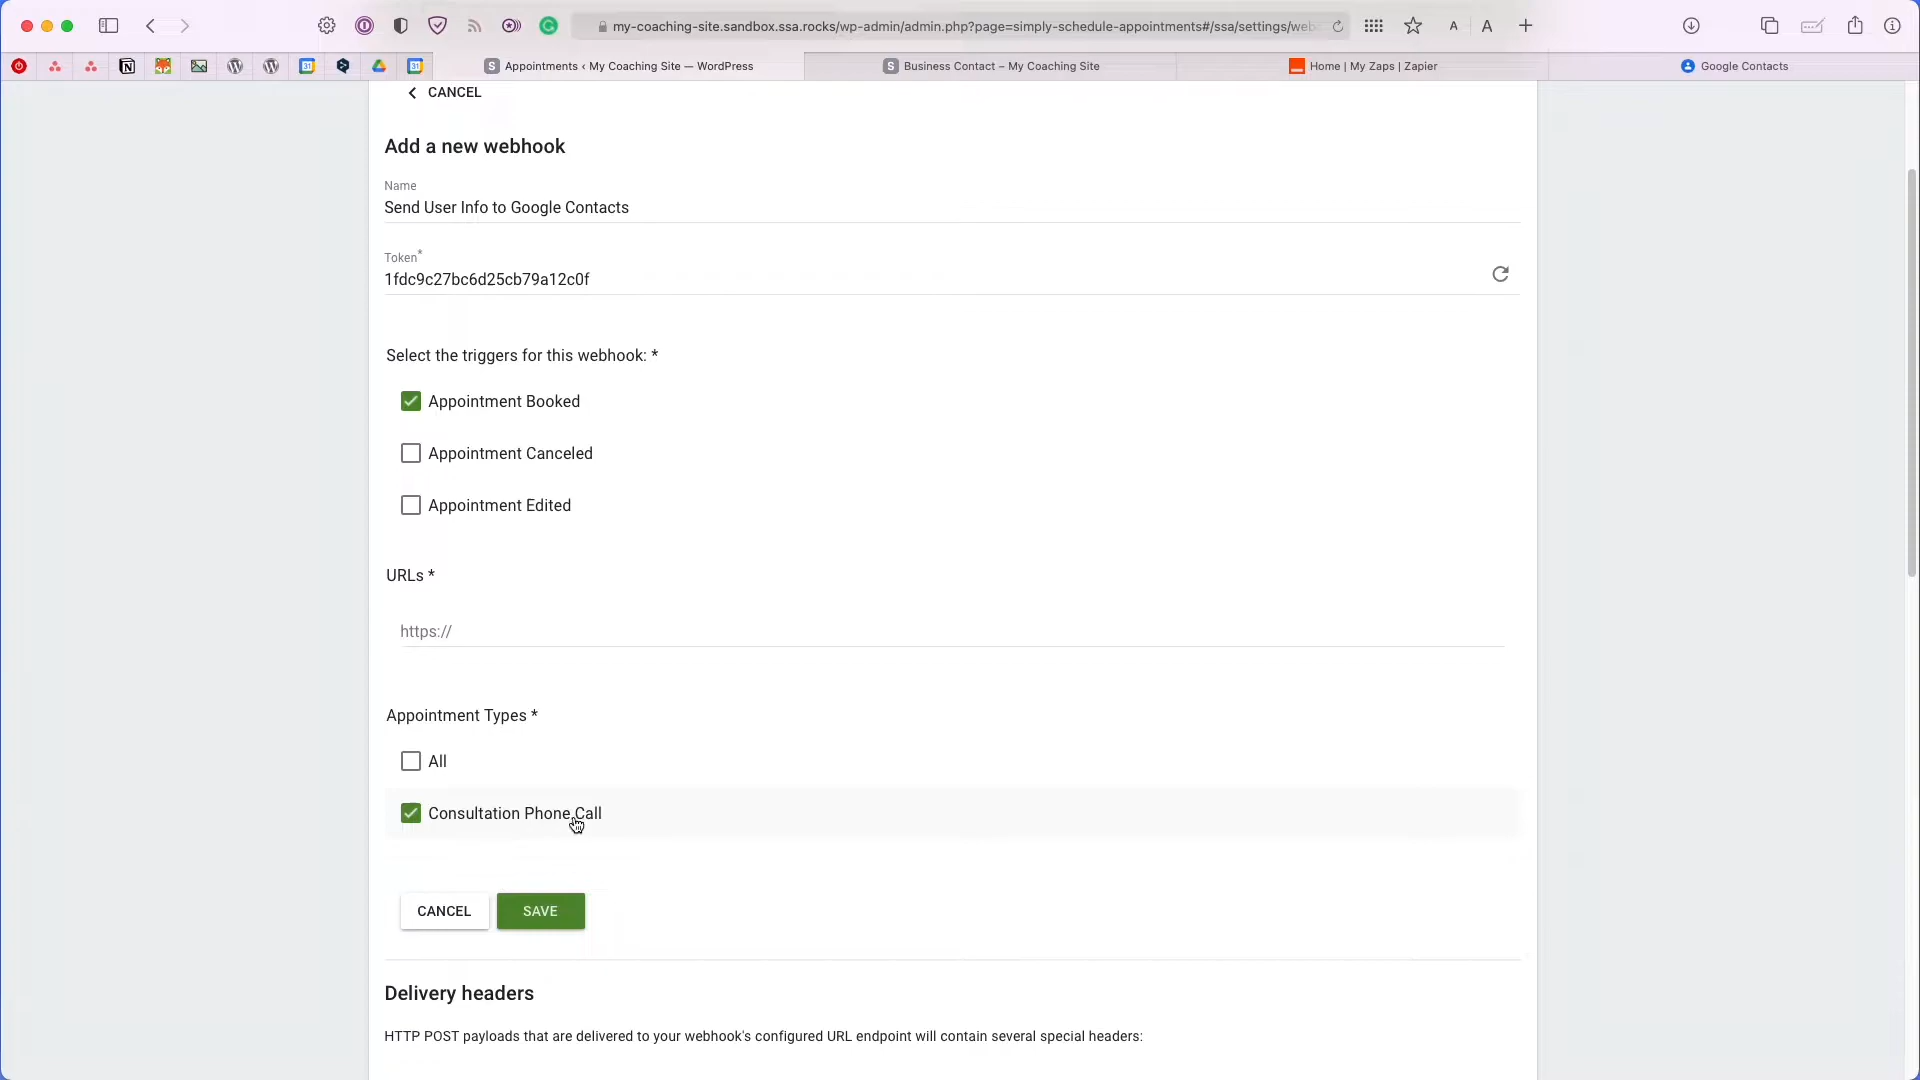 my-coaching-site.sandbox.ssa.rocks/wp-admin/admin.php?page=simply-schedule-appointments#/ssa/settings/web
A A
Appointments ‹ My Coaching Site — WordPress
Business Contact – My Coaching Site
Home | My Zaps | Zapier
Google Contacts
CANCEL
Add a new webhook
Name
Send User Info to Google Contacts
Token*
1fdc9c27bc6d25cb79a12c0f
Select the triggers for this webhook: *
Appointment Booked
Appointment Canceled
Appointment Edited
URLs *
https://
Appointment Types *
All
Consultation Phone Call
CANCEL
SAVE
Delivery headers
HTTP POST payloads that are delivered to your webhook's configured URL endpoint will contain several special headers: